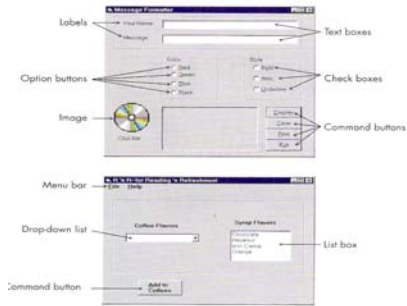 Message Formatter
Labels
Your Name
Message
Text boxes
Color
Style
Option buttons
Red
Green
Blue
Black
Bold
Italic
Underline
Check boxes
Image
Click Me
Display
Clear
Print
Exit
Command buttons
R 'n R-for Reading 'n Refreshment
Menu bar
File Help
Coffee Flavors
Syrup Flavors
Drop-down list
Chocolate
Hazelnut
Irish Creme
Orange
List box
Command button
Add to
Coffees